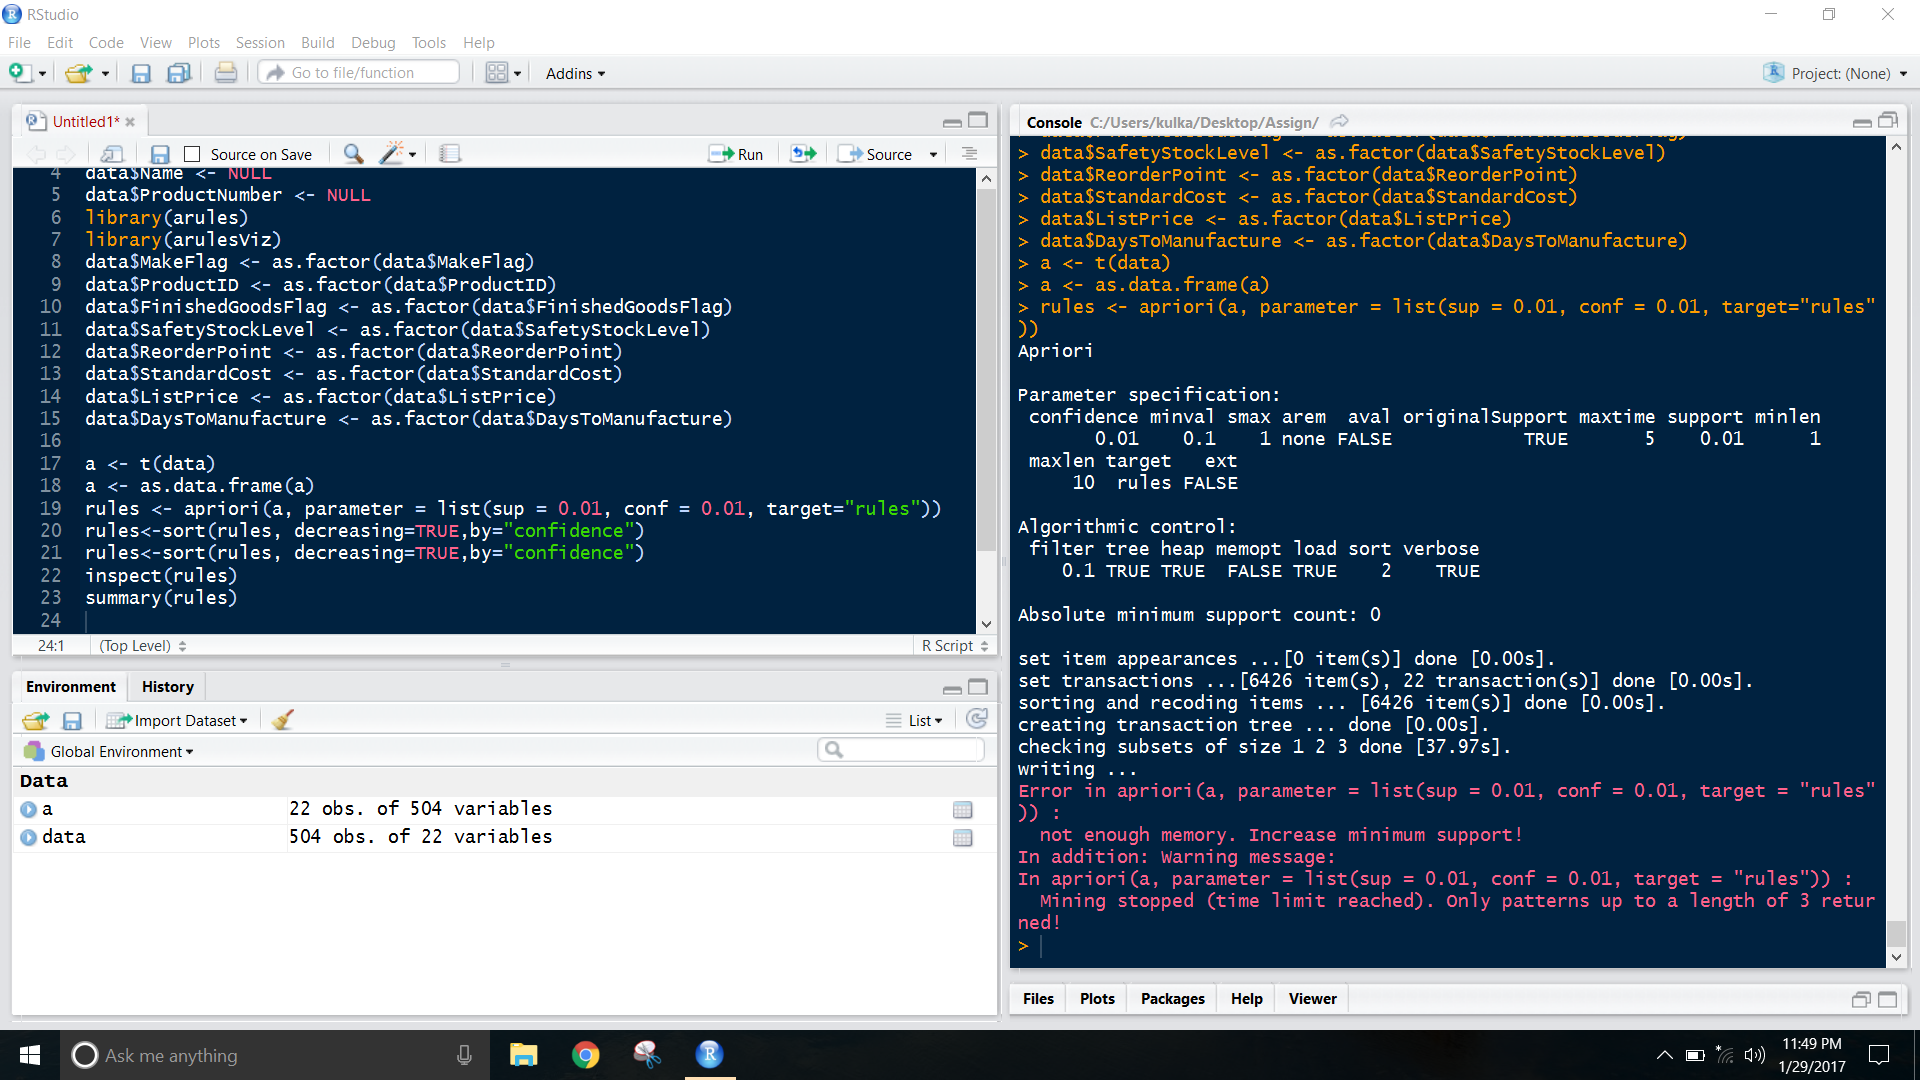 RStudio
File Edit Code View Plots Session Build Debug Tools Help
Go to file/function Addins Project: (None)
Untitled1*
Source on Save Run Source
4 data$Name <- NULL
5 data$ProductNumber <- NULL
6 library(arules)
7 library(arulesViz)
8 data$MakeFlag <- as.factor(data$MakeFlag)
9 data$ProductID <- as.factor(data$ProductID)
10 data$FinishedGoodsFlag <- as.factor(data$FinishedGoodsFlag)
11 data$SafetyStockLevel <- as.factor(data$SafetyStockLevel)
12 data$ReorderPoint <- as.factor(data$ReorderPoint)
13 data$StandardCost <- as.factor(data$StandardCost)
14 data$ListPrice <- as.factor(data$ListPrice)
15 data$DaysToManufacture <- as.factor(data$DaysToManufacture)
16
17 a <- t(data)
18 a <- as.data.frame(a)
19 rules <- apriori(a, parameter = list(sup = 0.01, conf = 0.01, target="rules"))
20 rules<-sort(rules, decreasing=TRUE,by="confidence")
21 rules<-sort(rules, decreasing=TRUE,by="confidence")
22 inspect(rules)
23 summary(rules)
24
24:1 (Top Level) R Script
Environment History
Import Dataset List
Global Environment
Data
a 22 obs. of 504 variables
data 504 obs. of 22 variables
Console C:/Users/kulka/Desktop/Assign/
> data$SafetyStockLevel <- as.factor(data$SafetyStockLevel)
> data$ReorderPoint <- as.factor(data$ReorderPoint)
> data$StandardCost <- as.factor(data$StandardCost)
> data$ListPrice <- as.factor(data$ListPrice)
> data$DaysToManufacture <- as.factor(data$DaysToManufacture)
> a <- t(data)
> a <- as.data.frame(a)
> rules <- apriori(a, parameter = list(sup = 0.01, conf = 0.01, target="rules"
))
Apriori
Parameter specification:
confidence minval smax arem aval originalSupport maxtime support minlen
0.01 0.1 1 none FALSE TRUE 5 0.01 1
maxlen target ext
10 rules FALSE
Algorithmic control:
filter tree heap memopt load sort verbose
0.1 TRUE TRUE FALSE TRUE 2 TRUE
Absolute minimum support count: 0
set item appearances ...[0 item(s)] done [0.00s].
set transactions ...[6426 item(s), 22 transaction(s)] done [0.00s].
sorting and recoding items ... [6426 item(s)] done [0.00s].
creating transaction tree ... done [0.00s].
checking subsets of size 1 2 3 done [37.97s].
writing ...
Error in apriori(a, parameter = list(sup = 0.01, conf = 0.01, target = "rules"
)) :
not enough memory. Increase minimum support!
In addition: Warning message:
In apriori(a, parameter = list(sup = 0.01, conf = 0.01, target = "rules")) :
Mining stopped (time limit reached). Only patterns up to a length of 3 retur
ned!
>
Files Plots Packages Help Viewer
Ask me anything
11:49 PM
1/29/2017